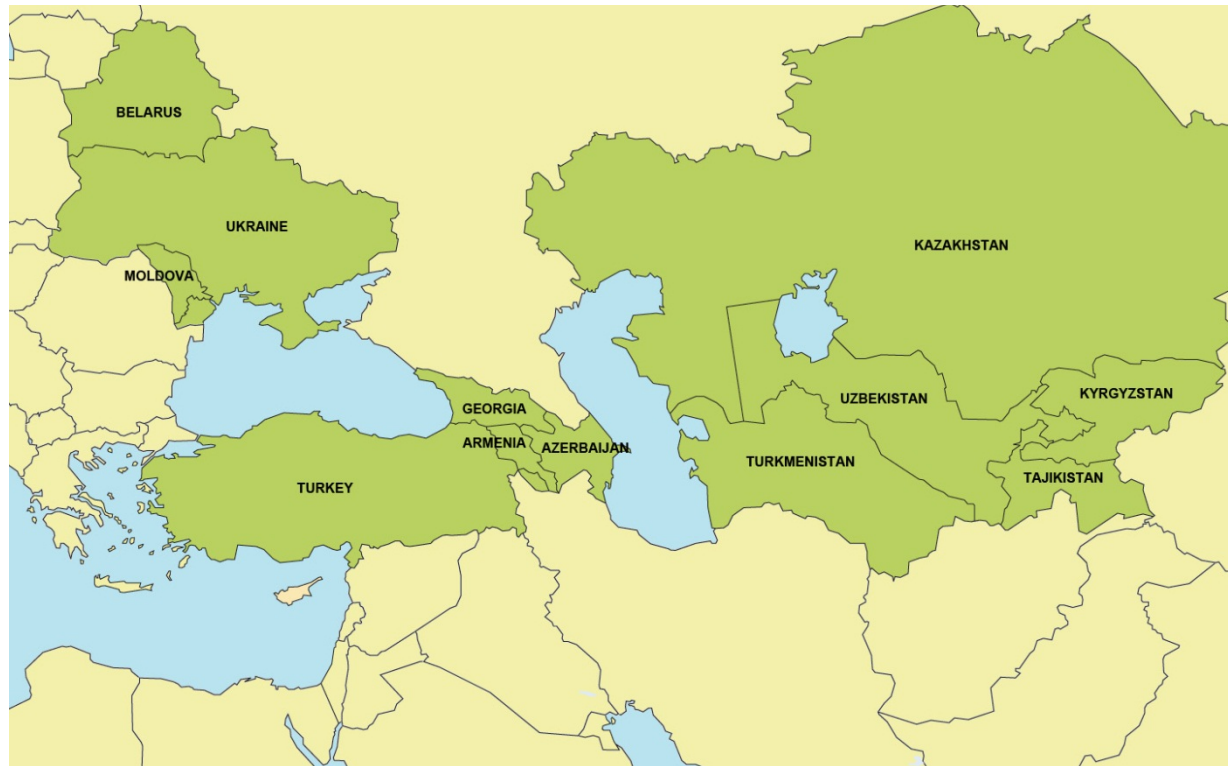 BELARUS
UKRAINE
KAZAKHSTAN
MOLDOVA
KYRGYZSTAN
UZBEKISTAN
GEORGIA
ARMENIA
AZERBAIJAN
TURKMENISTAN
TAJIKISTAN
TURKEY